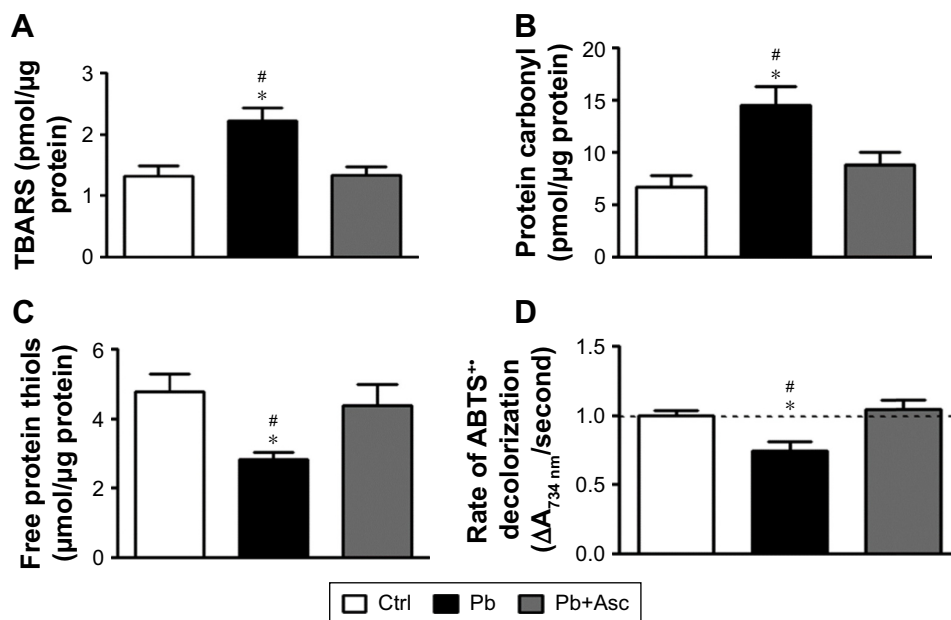 A
TBARS (pmol/µg
protein)
3
2
1
0
#
*
B
Protein carbonyl
(pmol/µg protein)
20
15
10
5
0
#
*
C
Free protein thiols
(µmol/µg protein)
6
4
2
0
#
*
D
Rate of ABTS+•
decolorization
(ΔA734 nm/second)
1.5
1.0
0.5
0.0
#
*
Ctrl Pb Pb+Asc